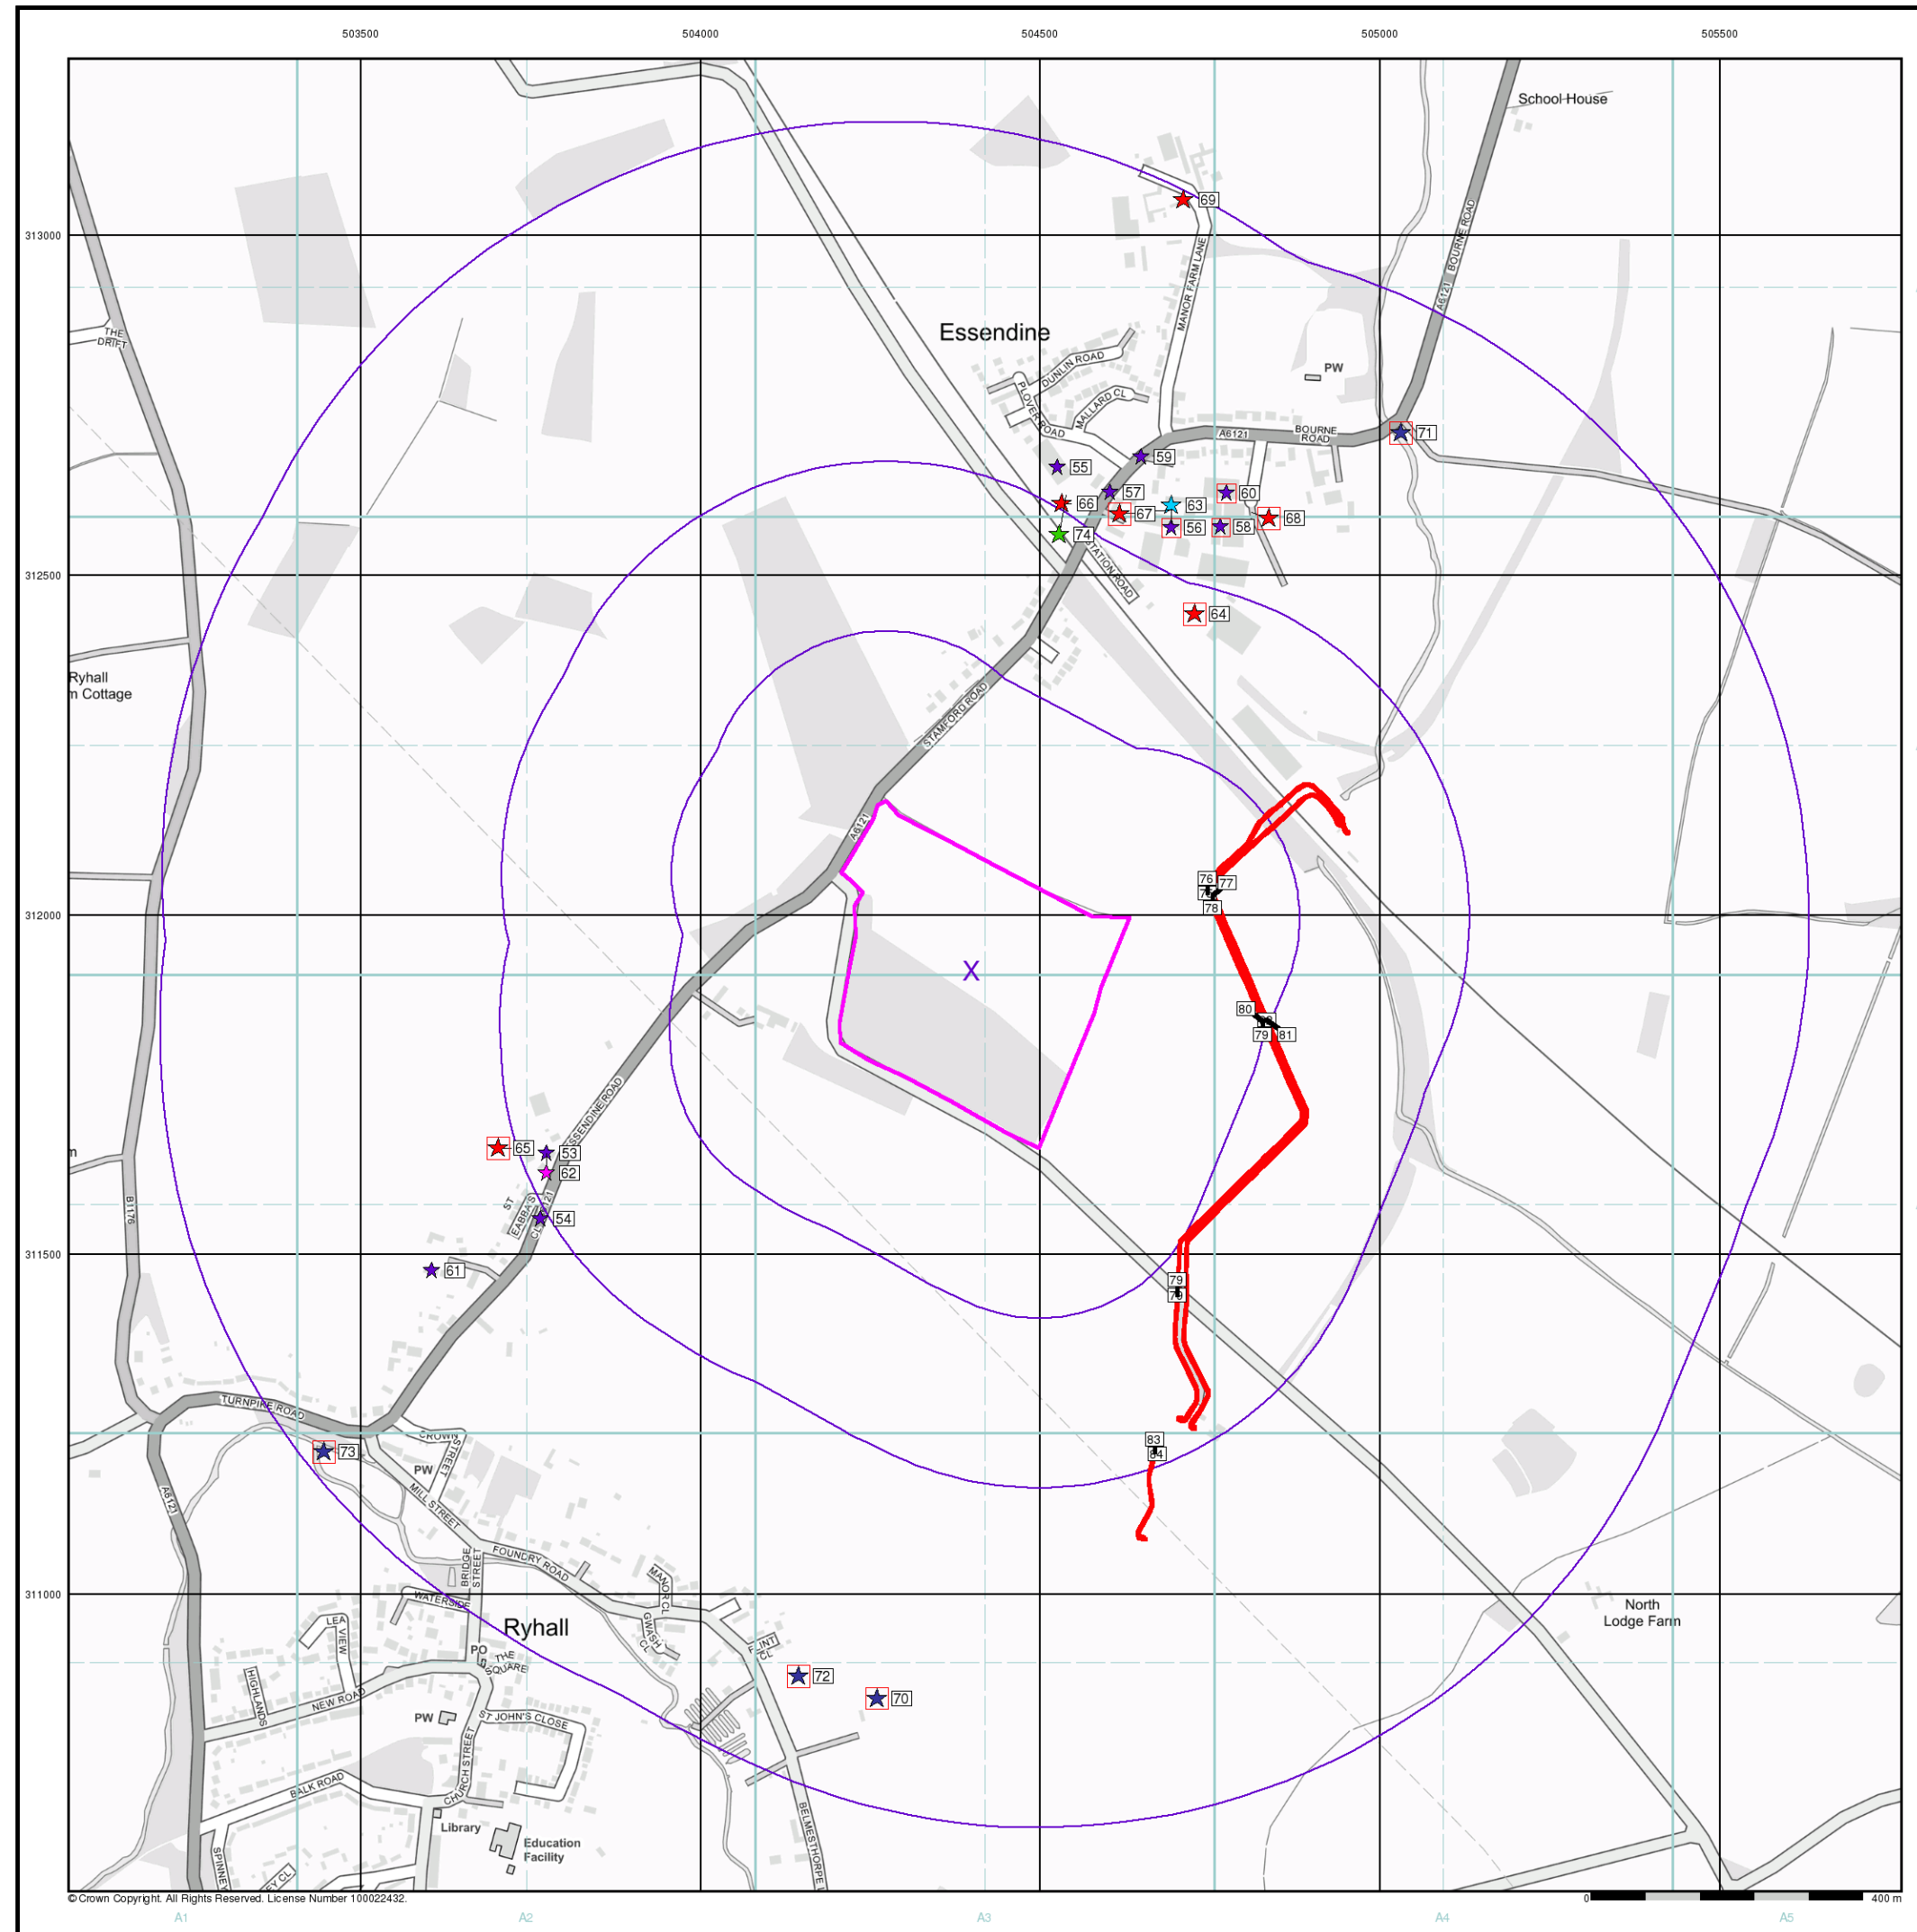 503500 504000 504500 505000 505500
School House
69
313000
BOURNE ROAD
A6121
MANOR FARM LANE
THE
DRIFT
Essendine
DUNLIN ROAD
PW
PLOVER ROAD
MALLARD CL
A6121
BOURNE
ROAD
71
59
55
57
60
66
63
67
68
56
58
74
STATION ROAD
312500
64
Ryhall
m Cottage
STAMFORD ROAD
A6121
76
77
78
312000
X
80
79
81
ESSENDINE ROAD
65
53
62
ST
EABBA'S
CL
54
B1176
311500
61
79
79
TURNPIKE ROAD
CROWN
STREET
73
83
84
PW
MILL STREET
A6121
FOUNDRY ROAD
BRIDGE
STREET
MANOR CL
311000
WATERSIDE
North
Lodge Farm
LEA
VIEW
Ryhall
GWASH
CL
FLINT
CL
PO
THE
SQUARE
72
70
HIGHLANDS
NEW ROAD
PW
ST JOHN'S CLOSE
CHURCH STREET
BALK ROAD
BELMESTHORPE L
Library
Education
Facility
SPINNEY
EY CL
© Crown Copyright. All Rights Reserved. License Number 100022432.
0 400 m
A1 A2 A3 A4 A5